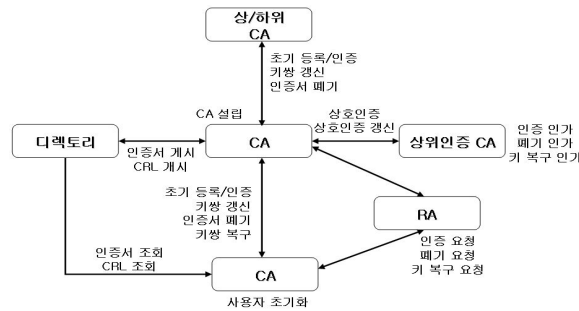 상/하위
CA
초기 등록/인증
키쌍 갱신
인증서 폐기
CA 설립
상호인증
상호인증 갱신
디렉토리
CA
상위인증 CA
인증 인가
폐기 인가
키 복구 인가
인증서 게시
CRL 게시
초기 등록/인증
키쌍 갱신
인증서 폐기
키쌍 복구
RA
인증 요청
폐기 요청
키 복구 요청
인증서 조회
CRL 조회
CA
사용자 초기화